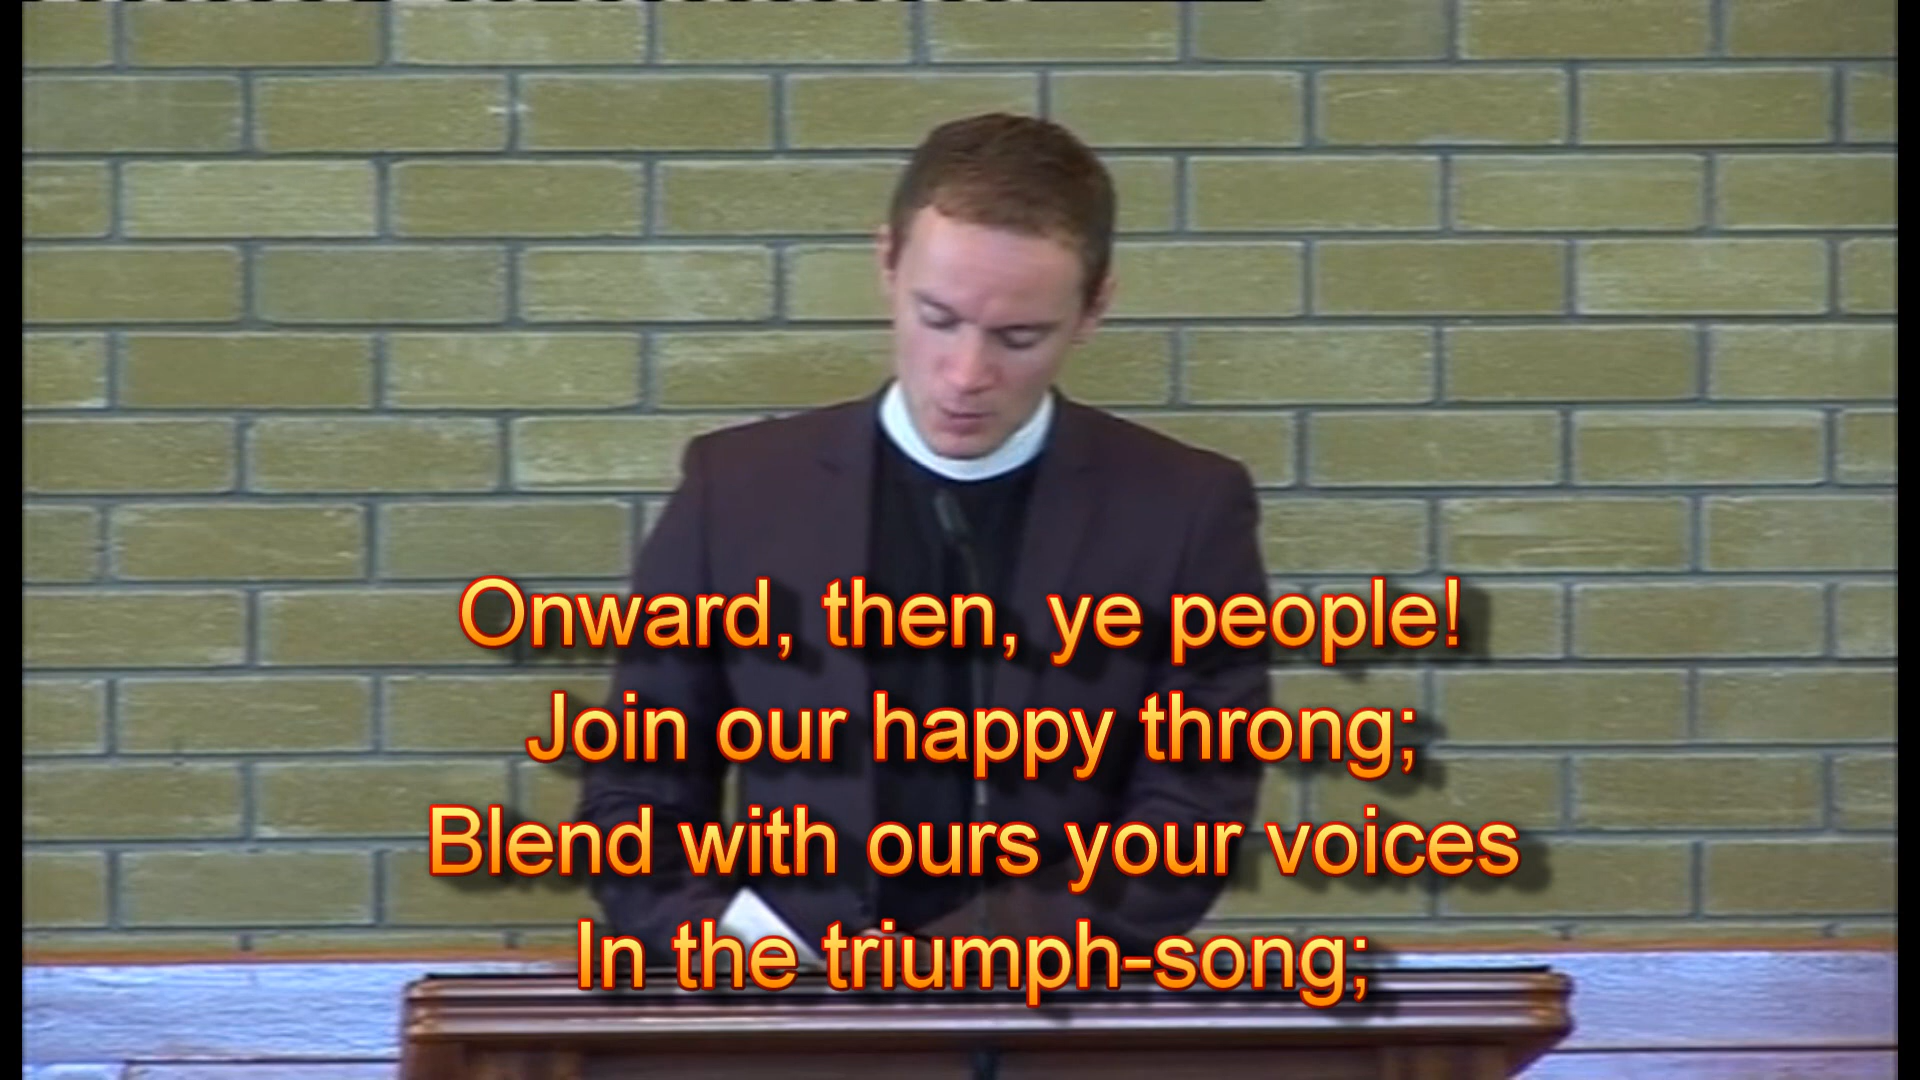 Onward, then, ye people!
Join our happy throng;
Blend with ours your voices
In the triumph-song;